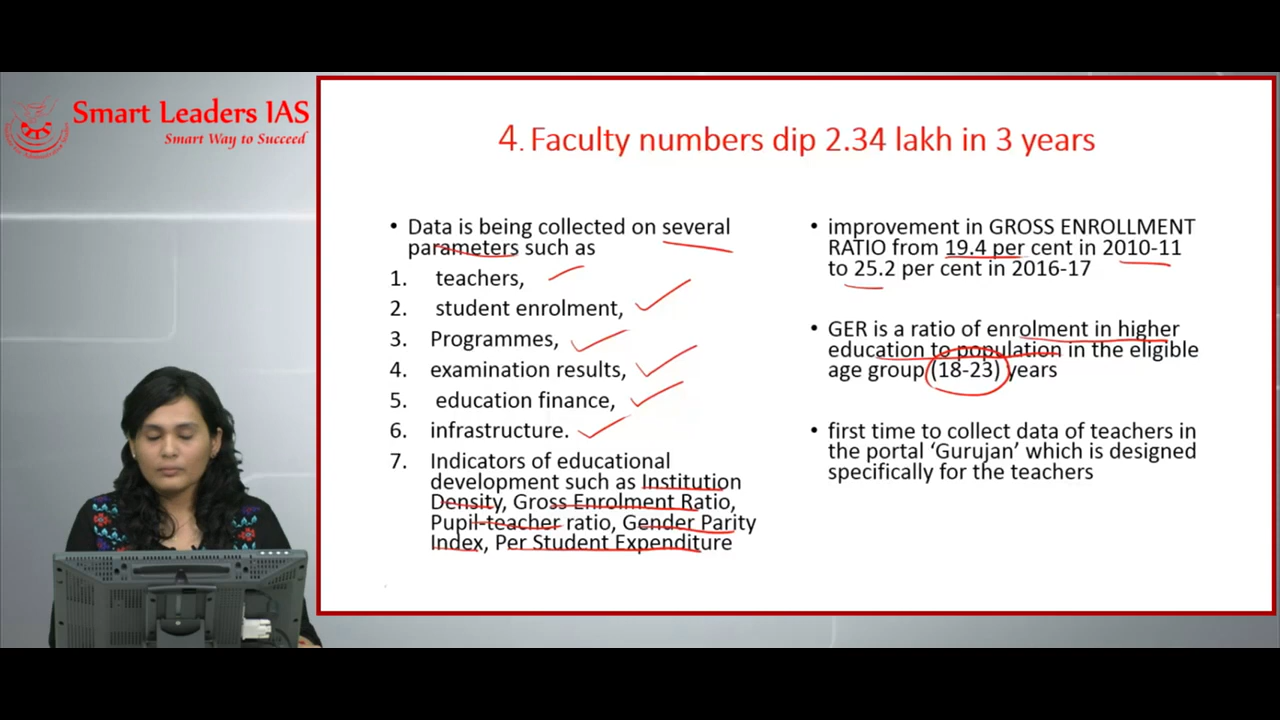 Smart Leaders IAS
Smart Way to Succeed
4. Faculty numbers dip 2.34 lakh in 3 years
• Data is being collected on several
parameters such as
1. teachers,
2. student enrolment,
3. Programmes,
4. examination results,
5. education finance,
6. infrastructure.
7. Indicators of educational
development such as Institution
Density, Gross Enrolment Ratio,
Pupil-teacher ratio, Gender Parity
Index, Per Student Expenditure
• improvement in GROSS ENROLLMENT
RATIO from 19.4 per cent in 2010-11
to 25.2 per cent in 2016-17
• GER is a ratio of enrolment in higher
education to population in the eligible
age group (18-23) years
• first time to collect data of teachers in
the portal ‘Gurujan’ which is designed
specifically for the teachers